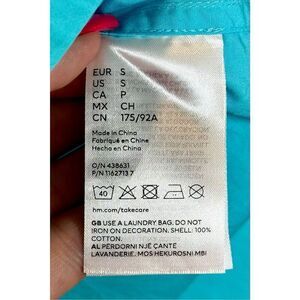 EUR S
US S
CA P
MX CH
CN 175/92A
Made in China
Fabriqué en Chine
Hecho en China
O/N 438631
P/N 1162713 7
40
hm.com/takecare
GB USE A LAUNDRY BAG. DO NOT
IRON ON DECORATION. SHELL: 100%
COTTON.
AL PERDORNI NJË ÇANTË
LAVANDERIE. MOS HEKUROSNI MBI